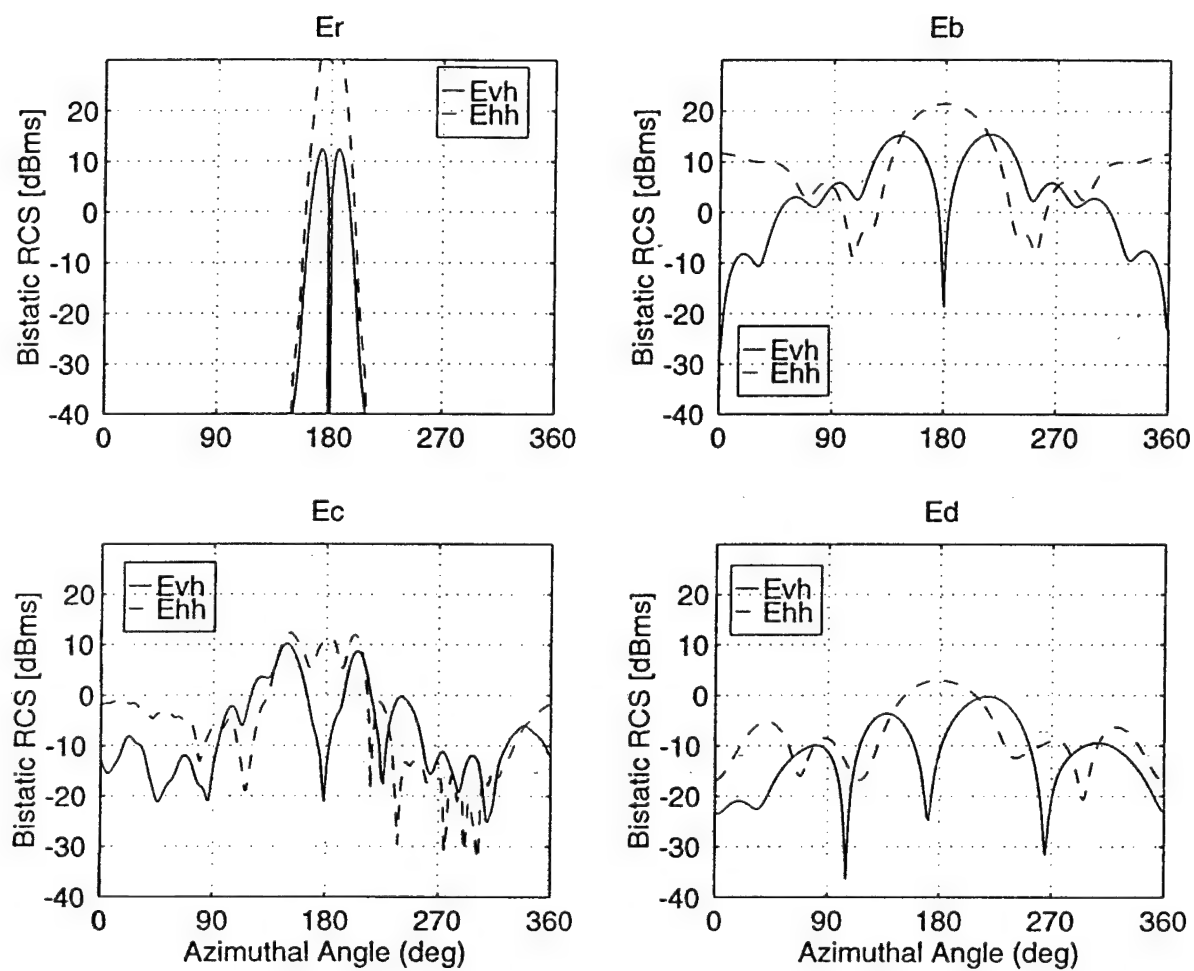 Er
Bistatic RCS [dBms]
20
10
0
-10
-20
-30
-40
0 90 180 270 360
Evh
Ehh
Eb
Bistatic RCS [dBms]
20
10
0
-10
-20
-30
-40
0 90 180 270 360
Evh
Ehh
Ec
Bistatic RCS [dBms]
20
10
0
-10
-20
-30
-40
0 90 180 270 360
Azimuthal Angle (deg)
Evh
Ehh
Ed
Bistatic RCS [dBms]
20
10
0
-10
-20
-30
-40
0 90 180 270 360
Azimuthal Angle (deg)
Evh
Ehh